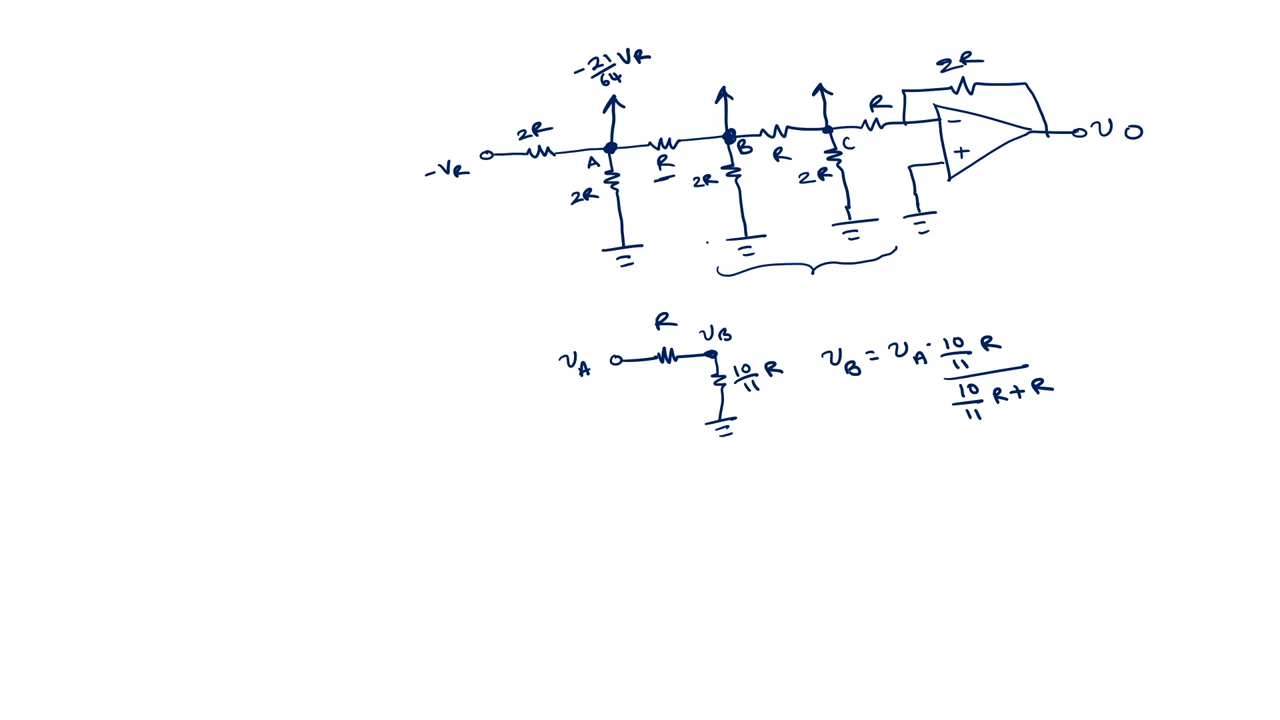 -21/64 VR
2R
R
2R
-VR
A
R
B
R
C
2R
2R
2R
-
+
vo
R
vB
vA
10/11 R
vB = vA · 10/11 R / 10/11 R + R